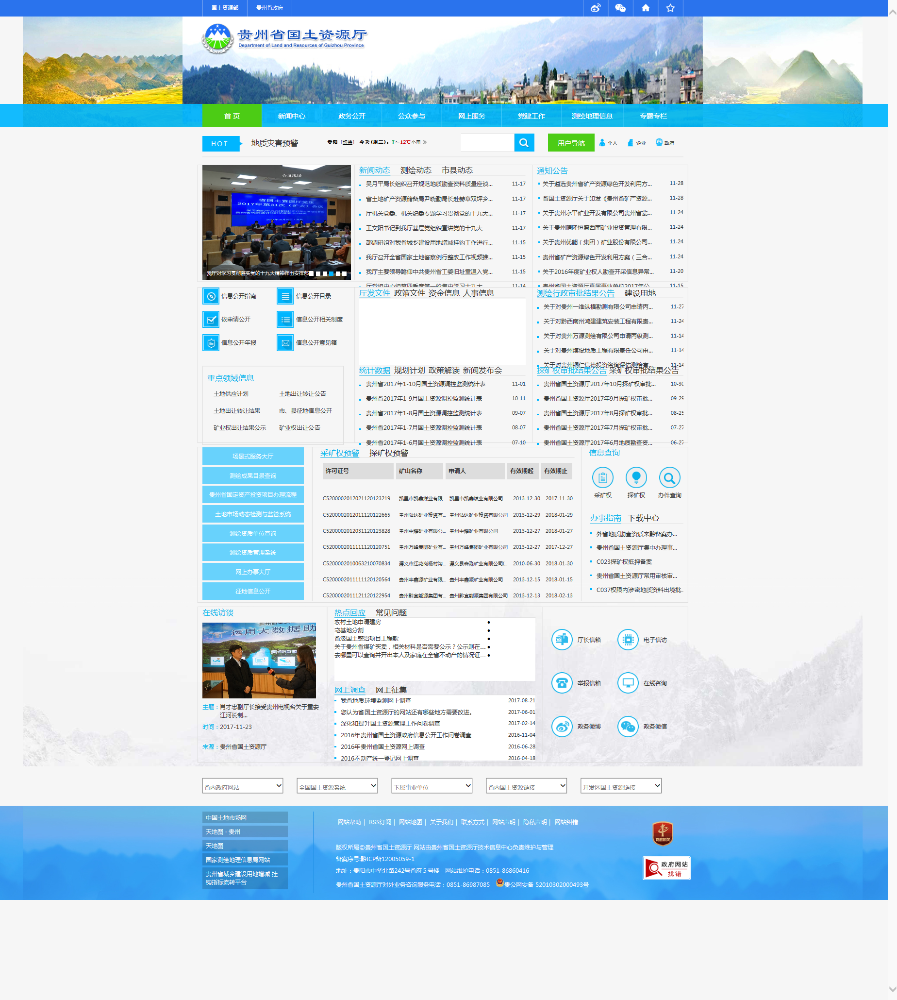 国土资源部 贵州省政府
贵州省国土资源厅
Department of Land and Resources of Guizhou Province
首 页 新闻中心 政务公开 公众参与 网上服务 党建工作 测绘地理信息 专题专栏
HOT 地质灾害预警 贵阳 [切换] 今天(周三): 7～12℃小雨 用户导航 个人 企业 政府
会议现场
省国土资源厅党组
2017年第31次（扩大）会议
我厅对学习贯彻落实党的十九大精神作出安排部
新闻动态 测绘动态 市县动态
吴月平局长组织召开规范地质勘查资料质量座谈... 11-17
省土地矿产资源储备局尹晓勤局长赴赫章双坪乡... 11-17
厅机关党委、机关纪委专题学习贯彻党的十九大... 11-17
王文阳书记到我厅基层党组织宣讲党的十九大 11-17
部调研组对我省城乡建设用地增减挂钩工作进行... 11-15
我厅召开全省国家土地督察例行整改工作视频推... 11-15
我厅主要领导瞻仰中共贵州省工委旧址重温入党... 11-15
厅党组中心组第四季度第一轮集中学习十九大 11-14
通知公告
关于遴选贵州省矿产资源绿色开发利用方... 11-28
省国土资源厅关于印发《贵州省矿产资源... 11-28
关于贵州永平矿业开发有限公司贵州省瓮... 11-24
关于贵州晴隆恒盛西南矿业投资管理有限... 11-24
关于贵州优能（集团）矿业股份有限公司... 11-24
贵州省矿产资源绿色开发利用方案（三合... 11-24
关于2016年度矿业权人勘查开采信息异常... 11-20
贵州省国土资源厅直属事业单位2017年公 11-15
信息公开指南 信息公开目录
依申请公开 信息公开相关制度
信息公开年报 信息公开意见箱
重点领域信息
土地供应计划 土地出让转让公告
土地出让转让结果 市、县征地信息公开
矿业权出让结果公示 矿业权出让公告
厅发文件 政策文件 资金信息 人事信息
统计数据 规划计划 政策解读 新闻发布会
贵州省2017年1-10月国土资源调控监测统计表 11-01
贵州省2017年1-9月国土资源调控监测统计表 10-11
贵州省2017年1-8月国土资源调控监测统计表 09-07
贵州省2017年1-7月国土资源调控监测统计表 08-07
贵州省2017年1-6月国土资源调控监测统计表 07-10
测绘行政审批结果公告 建设用地
关于对贵州一维纵横勘测有限公司申请丙... 11-27
关于对黔西南州鸿建建筑安装工程有限责... 11-24
关于对贵州万源测绘有限公司申请丙级测... 11-14
关于对贵州煤设地质工程有限责任公司申... 11-14
关于对贵州铜仁信德投资咨询评估测绘有... 11-14
探矿权审批结果公告 采矿权审批结果公告
贵州省国土资源厅2017年10月探矿权审批... 10-30
贵州省国土资源厅2017年9月探矿权审批... 09-29
贵州省国土资源厅2017年8月探矿权审批... 08-25
贵州省国土资源厅2017年7月探矿权审批... 07-27
贵州省国土资源厅2017年6月地质勘查资... 06-27
场景式服务大厅
测绘成果目录查询
贵州省固定资产投资项目办理流程
土地市场动态检测与监管系统
测绘资质单位查询
测绘资质管理系统
网上办事大厅
征地信息公开
采矿权预警 探矿权预警
许可证号 矿山名称 申请人 有效期起 有效期止
C5200002012021120123219 凯里市凯鑫煤业有限... 凯里市凯鑫煤业有限公司 2013-12-30 2017-11-30
C5200002012011120122665 贵州弘达矿业投资有... 贵州弘达矿业投资有限公司 2013-12-29 2018-01-29
C5200002012031120123828 贵州中耀矿业有限公... 贵州中耀矿业有限公司 2013-12-27 2018-01-27
C5200002011111120120751 贵州万峰集团矿业有... 贵州万峰集团矿业有限公司 2013-12-27 2017-12-27
C5200002010063210070834 遵义市红花岗杨村沟... 遵义县森淼矿业有限公司(... 2010-06-30 2018-01-30
C5200002011111120120564 贵州丰鑫源矿业有限... 贵州丰鑫源矿业有限公司 2013-12-15 2018-01-15
C5200002011121120122954 贵州黔宜能源集团有... 贵州黔宜能源集团有限公司 2013-12-13 2018-02-13
信息查询
采矿权 探矿权 办件查询
办事指南 下载中心
外省地质勘查资质来黔备案办...
贵州省国土资源厅集中办理事...
C023探矿权抵押备案
贵州省国土资源厅常用审核审...
C037权限内涉密地质资料出境批..
在线访谈
运用大数据助
主题：肖才忠副厅长接受贵州电视台关于重安
江河长制...
时间：2017-11-23
来源：贵州省国土资源厅
热点回应 常见问题
农村土地申请建房
宅基地分割
省级国土整治项目工程款
关于贵州省煤矿买卖，相关材料是否需要公示？公示则在...
去哪里可以查询并开出本人及家庭在全省不动产的情况证...
网上调查 网上征集
我省地质环境监测网上调查 2017-08-21
您认为省国土资源厅的网站还有哪些地方需要改进。 2017-06-01
深化和提升国土资源管理工作问卷调查 2017-02-14
2016年贵州省国土资源政府信息公开工作问卷调查 2016-11-04
2016年贵州省国土资源网上调查 2016-06-28
2016不动产统一登记网上调查 2016-04-18
厅长信箱 电子信访
举报信箱 在线咨询
政务微博 政务微信
省内政府网站 全国国土资源系统 下属事业单位 省内国土资源链接 开发区国土资源链接
中国土地市场网
天地图 · 贵州
天地图
国家测绘地理信息局网站
贵州省城乡建设用地增减 挂
钩指标流转平台
网站帮助 | RSS订阅 | 网站地图 | 关于我们 | 联系方式 | 网站声明 | 隐私声明 | 网站纠错
版权所属©贵州省国土资源厅 网站由贵州省国土资源厅技术信息中心负责维护与管理
备案序号:黔ICP备12005059-1
地址：贵阳市中华北路242号省府５号楼 网站维护电话：0851-86860416
贵州省国土资源厅对外业务咨询服务电话：0851-86987085 贵公网安备 52010302000493号
党政机关
政府网站
找错